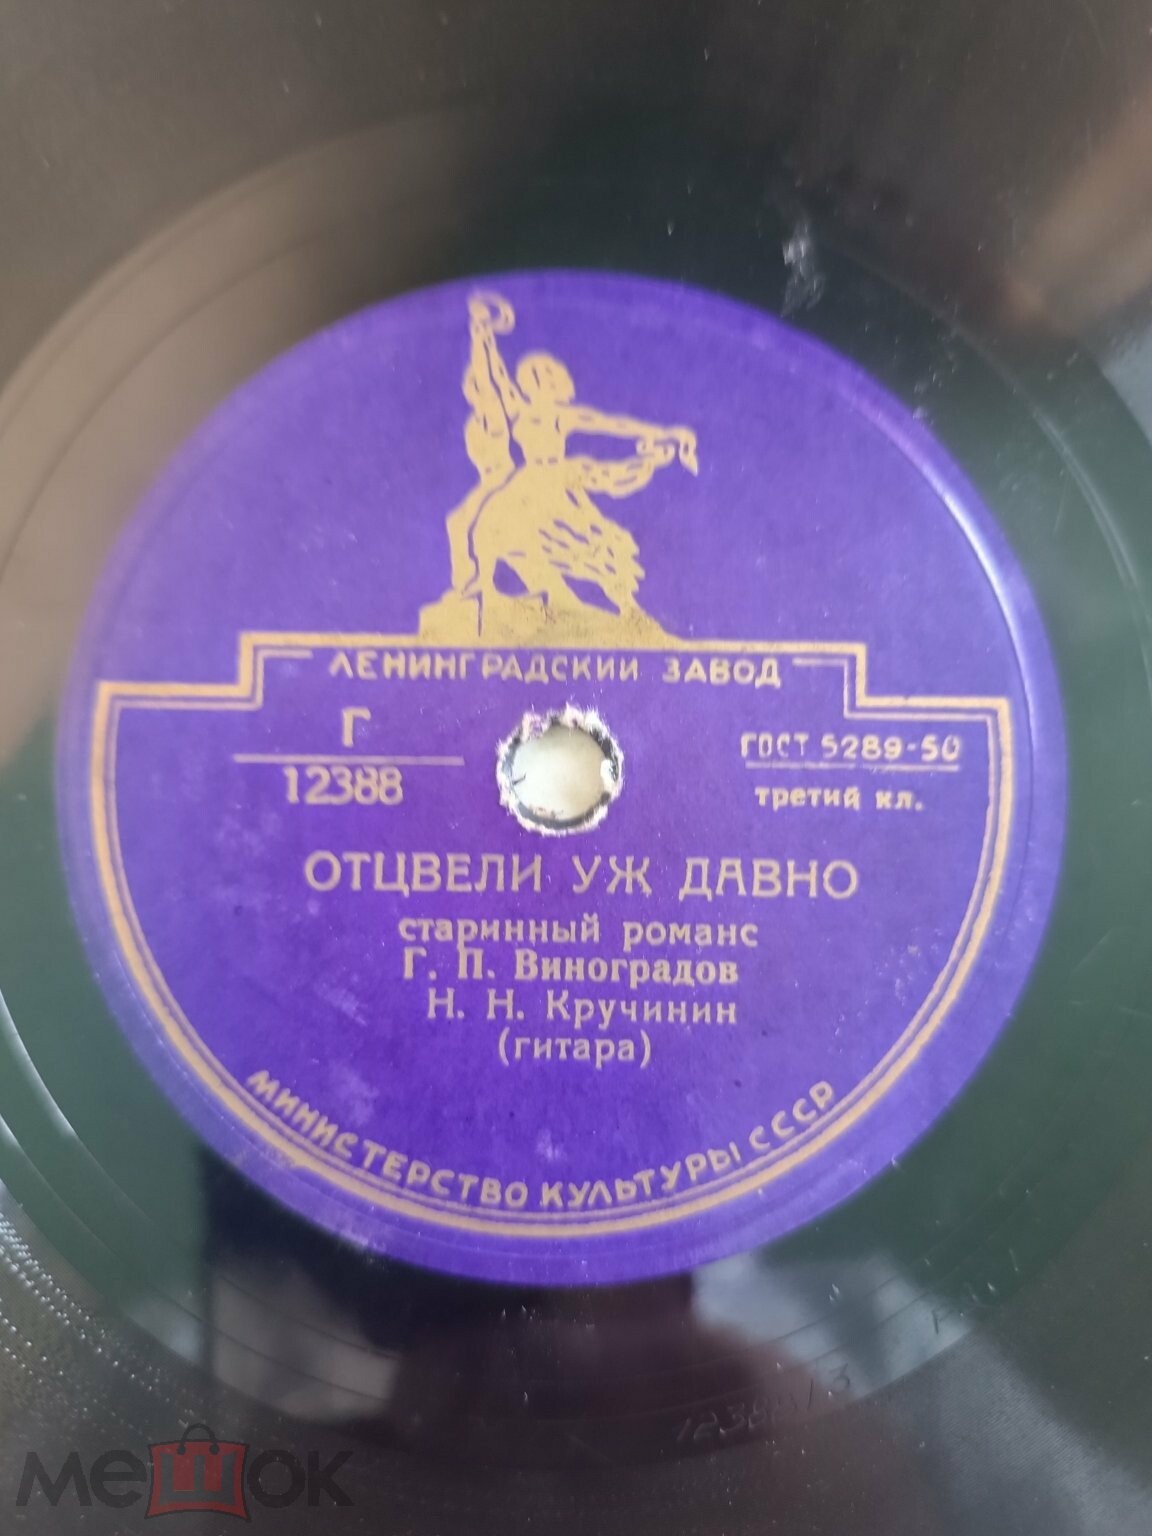 ЛЕНИНГРАДСКИЙ ЗАВОД
Г
12388
ГОСТ 5289-50
третий кл.
ОТЦВЕЛИ УЖ ДАВНО
старинный романс
Г. П. Виноградов
Н. Н. Кручинин
(гитара)
МИНИСТЕРСТВО КУЛЬТУРЫ СССР
мешок